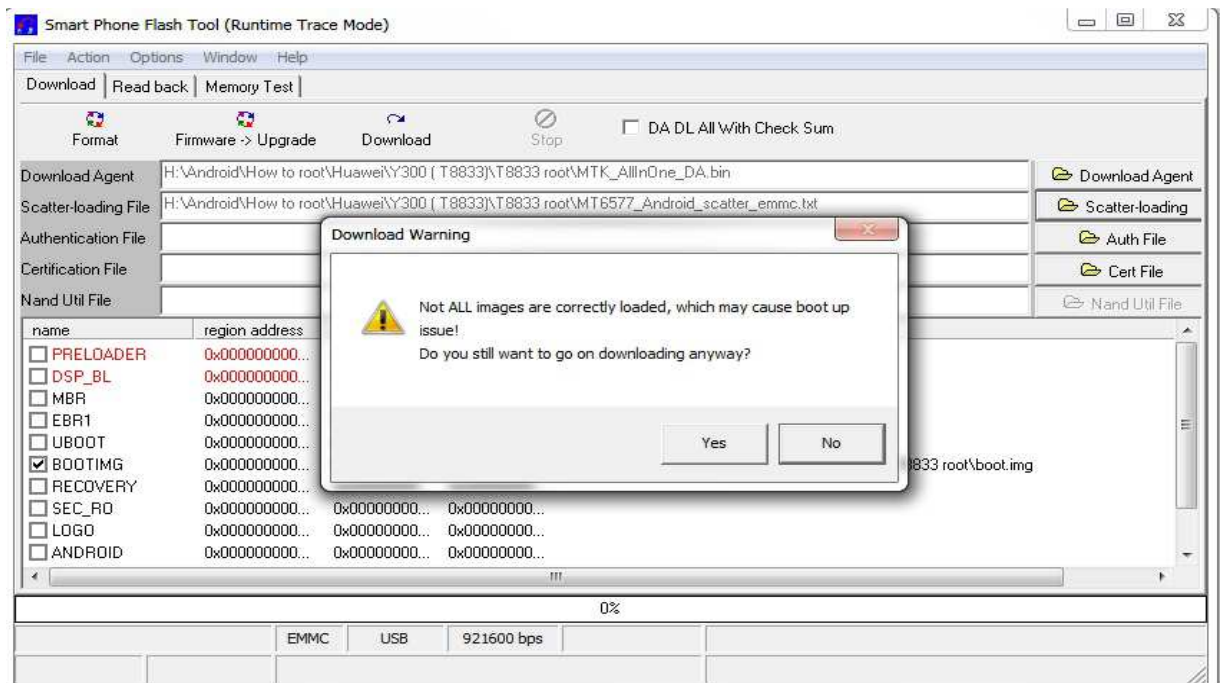 Smart Phone Flash Tool (Runtime Trace Mode)
File Action Options Window Help
Download Read back Memory Test
Format Firmware -> Upgrade Download Stop DA DL All With Check Sum
Download Agent H:\Android\How to root\Huawei\Y300 ( T8833)\T8833 root\MTK_AllInOne_DA.bin Download Agent
Scatter-loading File H:\Android\How to root\Huawei\Y300 ( T8833)\T8833 root\MT6577_Android_scatter_emmc.txt Scatter-loading
Authentication File Auth File
Certification File Cert File
Nand Util File Nand Util File
Download Warning
Not ALL images are correctly loaded, which may cause boot up
issue!
Do you still want to go on downloading anyway?
Yes No
name region address
PRELOADER 0x000000000...
DSP_BL 0x000000000...
MBR 0x000000000...
EBR1 0x000000000...
UBOOT 0x000000000...
BOOTIMG 0x000000000... 8833 root\boot.img
RECOVERY 0x000000000...
SEC_RO 0x000000000... 0x00000000... 0x00000000...
LOGO 0x000000000... 0x00000000... 0x00000000...
ANDROID 0x000000000... 0x00000000... 0x00000000...
0%
EMMC USB 921600 bps